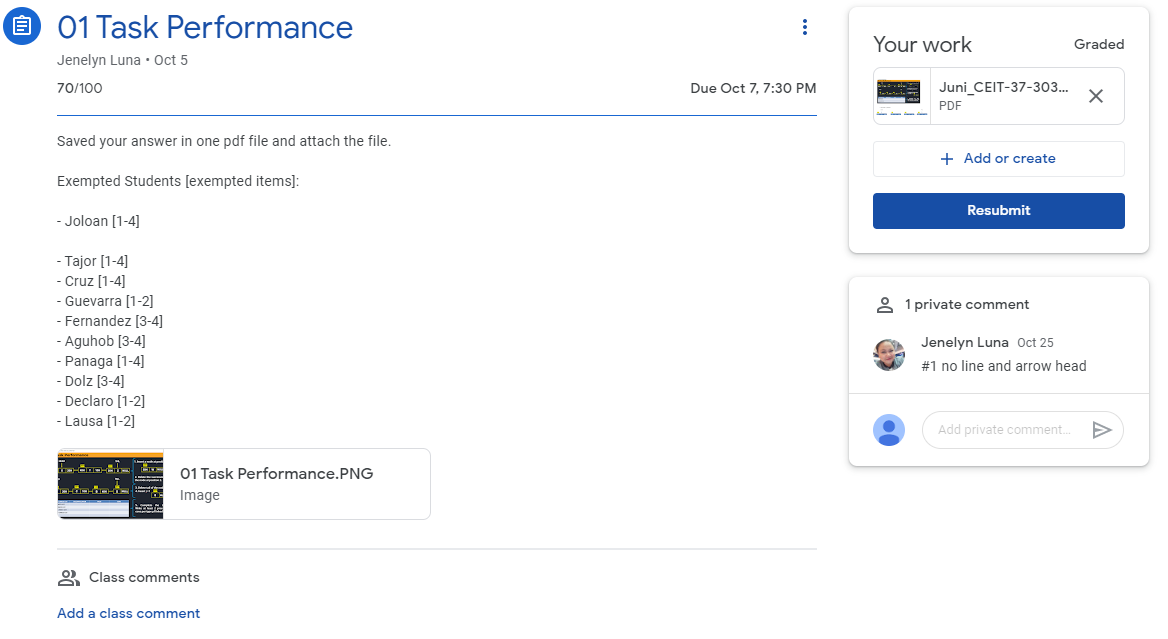 01 Task Performance
Jenelyn Luna • Oct 5
70/100
Due Oct 7, 7:30 PM
Saved your answer in one pdf file and attach the file.
Exempted Students [exempted items]:
- Joloan [1-4]
- Tajor [1-4]
- Cruz [1-4]
- Guevarra [1-2]
- Fernandez [3-4]
- Aguhob [3-4]
- Panaga [1-4]
- Dolz [3-4]
- Declaro [1-2]
- Lausa [1-2]
01 Task Performance.PNG
Image
Class comments
Add a class comment
Your work
Graded
Juni_CEIT-37-303...
PDF
Add or create
Resubmit
1 private comment
Jenelyn Luna Oct 25
#1 no line and arrow head
Add private comment...